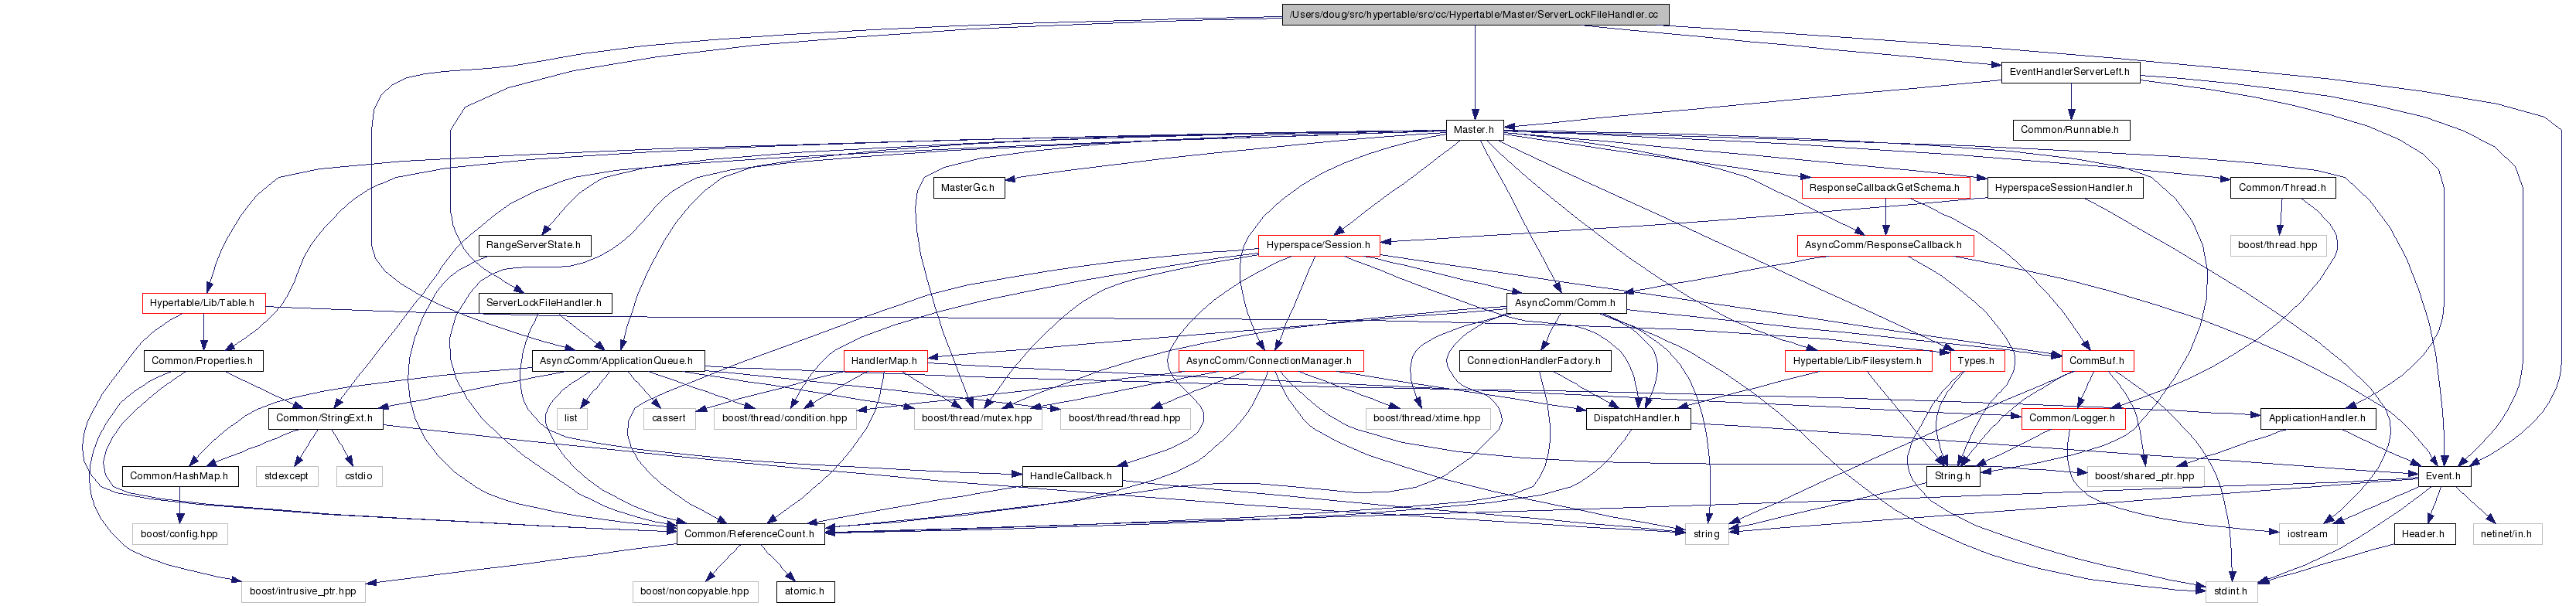 /Users/doug/src/hypertable/src/cc/Hypertable/Master/ServerLockFileHandler.cc
EventHandlerServerLeft.h
Master.h
Common/Runnable.h
MasterGc.h
ResponseCallbackGetSchema.h
HyperspaceSessionHandler.h
Common/Thread.h
RangeServerState.h
Hyperspace/Session.h
AsyncComm/ResponseCallback.h
boost/thread.hpp
Hypertable/Lib/Table.h
ServerLockFileHandler.h
AsyncComm/Comm.h
Common/Properties.h
AsyncComm/ApplicationQueue.h
HandlerMap.h
AsyncComm/ConnectionManager.h
ConnectionHandlerFactory.h
Hypertable/Lib/Filesystem.h
Types.h
CommBuf.h
Common/StringExt.h
list
cassert
boost/thread/condition.hpp
boost/thread/mutex.hpp
boost/thread/thread.hpp
boost/thread/xtime.hpp
DispatchHandler.h
Common/Logger.h
ApplicationHandler.h
Common/HashMap.h
stdexcept
cstdio
HandleCallback.h
String.h
boost/shared_ptr.hpp
Event.h
boost/config.hpp
Common/ReferenceCount.h
string
iostream
Header.h
netinet/in.h
boost/intrusive_ptr.hpp
boost/noncopyable.hpp
atomic.h
stdint.h